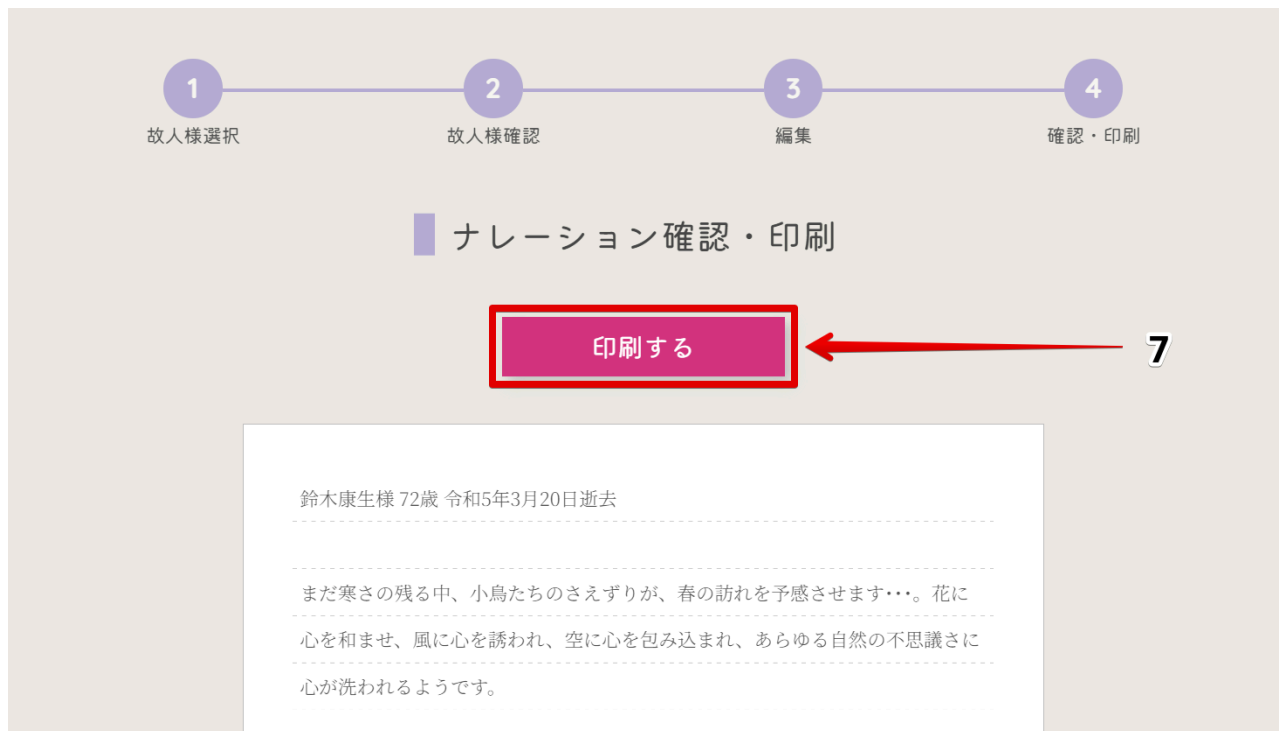 1
2
3
4
故人様選択
故人様確認
編集
確認・印刷
ナレーション確認・印刷
印刷する
7
鈴木康生様 72歳 令和5年3月20日逝去
まだ寒さの残る中、小鳥たちのさえずりが、春の訪れを予感させます･･･。花に
心を和ませ、風に心を誘われ、空に心を包み込まれ、あらゆる自然の不思議さに
心が洗われるようです。